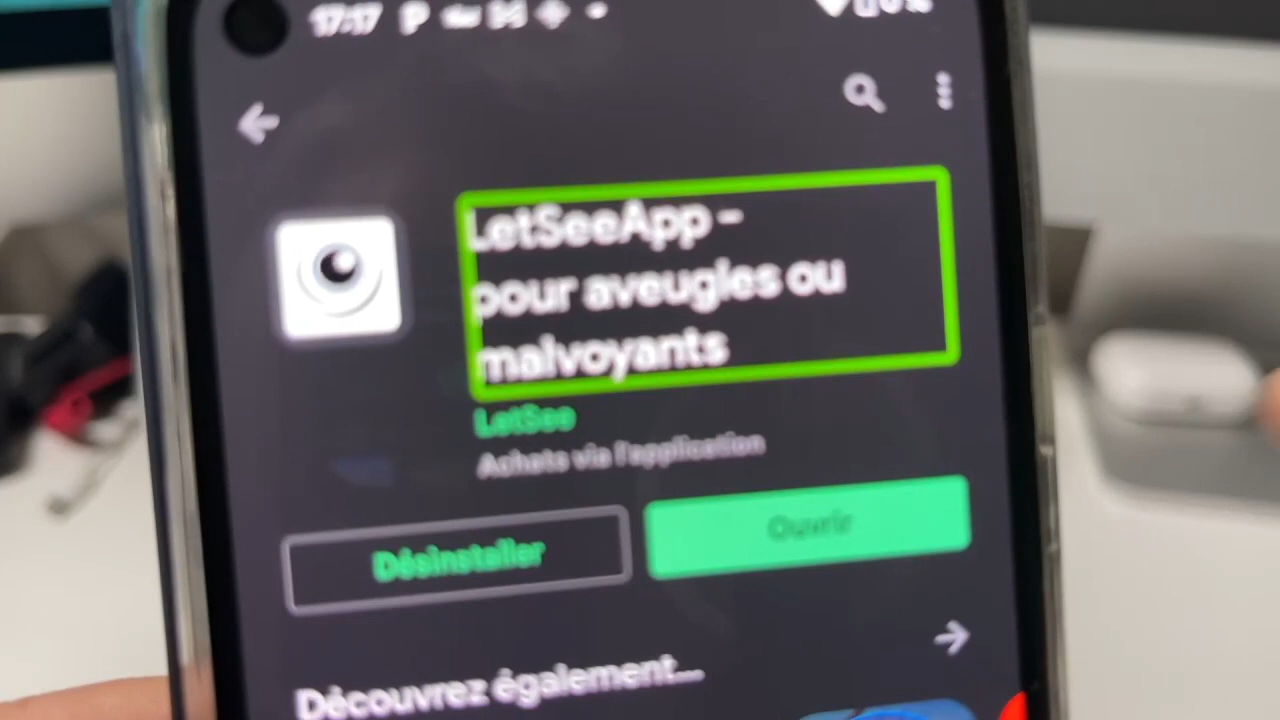 17:17
LetSeeApp -
pour aveugles ou
malvoyants
LetSee
Achats via l'application
Désinstaller
Ouvrir
Découvrez également...